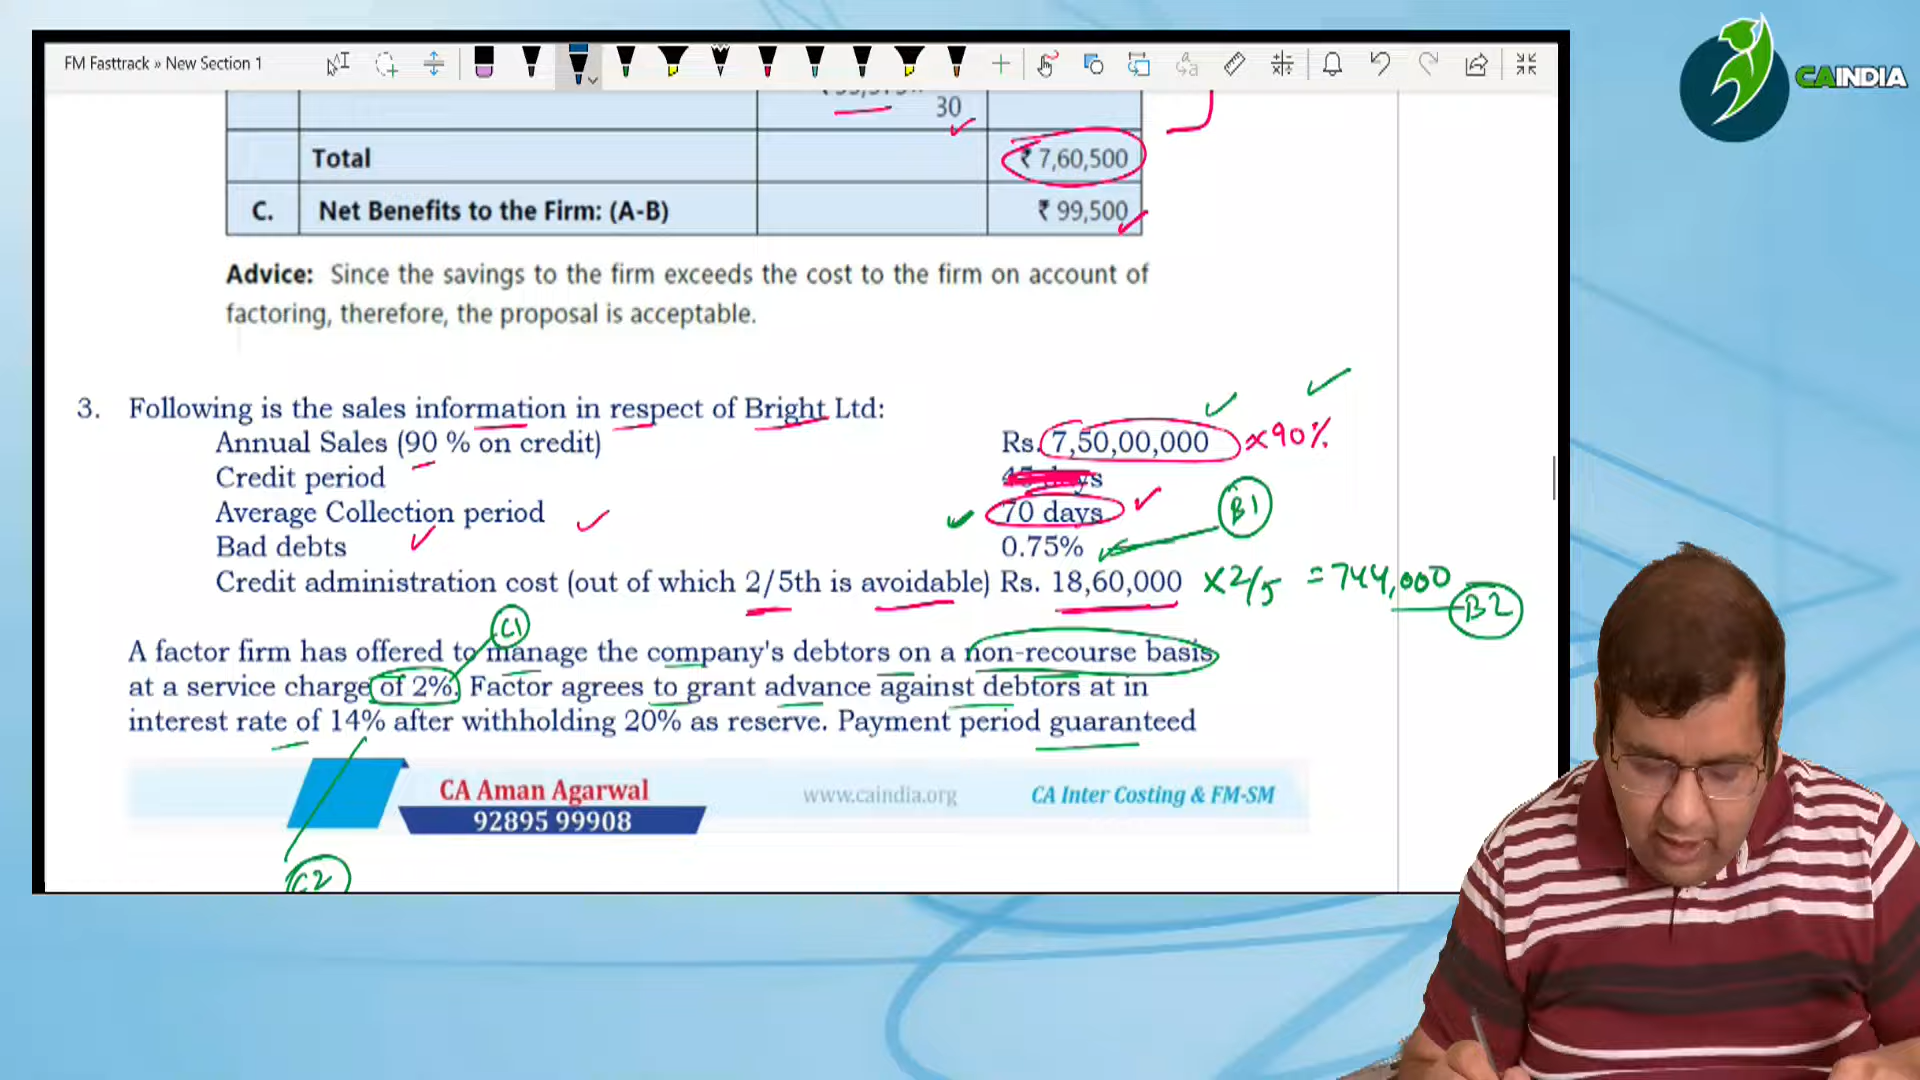 FM Fasttrack » New Section 1
CAINDIA
30
Total ₹ 7,60,500
C. Net Benefits to the Firm: (A-B) ₹ 99,500
Advice: Since the savings to the firm exceeds the cost to the firm on account of
factoring, therefore, the proposal is acceptable.
3. Following is the sales information in respect of Bright Ltd:
Annual Sales (90 % on credit) Rs. 7,50,00,000 x90%
Credit period
Average Collection period 70 days B1
Bad debts 0.75%
Credit administration cost (out of which 2/5th is avoidable) Rs. 18,60,000 x2/5 = 744,000 B2
C1
A factor firm has offered to manage the company's debtors on a non-recourse basis
at a service charge of 2%. Factor agrees to grant advance against debtors at in
interest rate of 14% after withholding 20% as reserve. Payment period guaranteed
CA Aman Agarwal www.caindia.org CA Inter Costing & FM-SM
92895 99908
C2